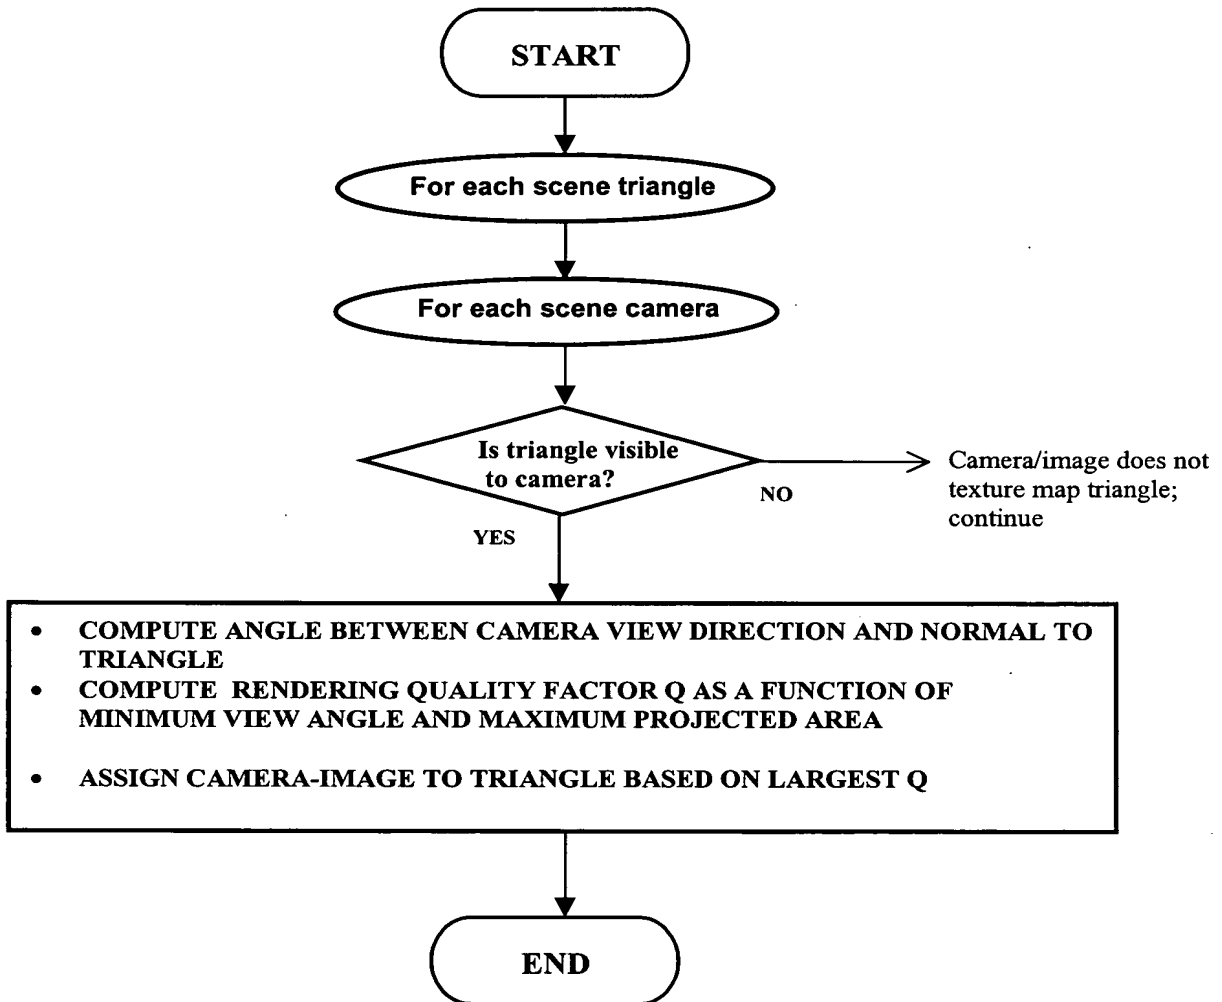 START
For each scene triangle
For each scene camera
Is triangle visible
to camera?
NO
Camera/image does not
texture map triangle;
continue
YES
• COMPUTE ANGLE BETWEEN CAMERA VIEW DIRECTION AND NORMAL TO
TRIANGLE
• COMPUTE RENDERING QUALITY FACTOR Q AS A FUNCTION OF
MINIMUM VIEW ANGLE AND MAXIMUM PROJECTED AREA
• ASSIGN CAMERA-IMAGE TO TRIANGLE BASED ON LARGEST Q
END